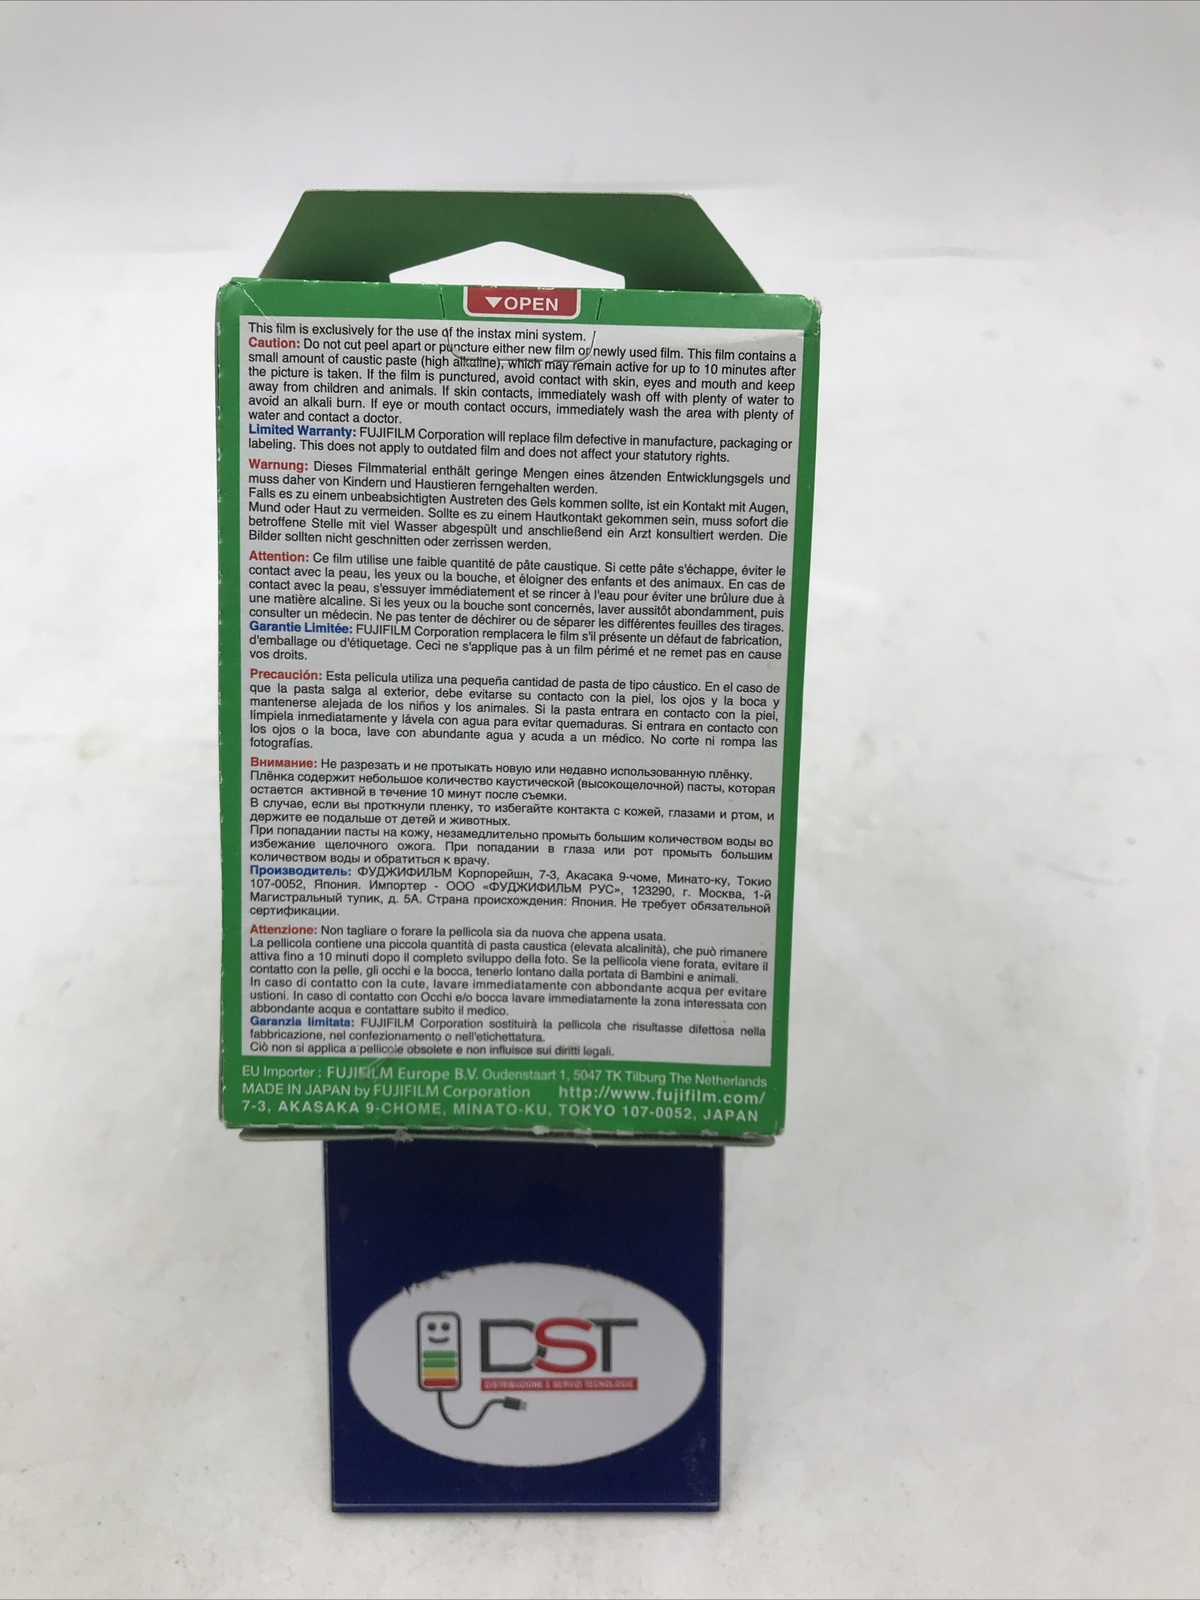 ▼OPEN
This film is exclusively for the use of the instax mini system.
Caution: Do not cut peel apart or puncture either new film or newly used film. This film contains a
small amount of caustic paste (high alkaline), which may remain active for up to 10 minutes after
the picture is taken. If the film is punctured, avoid contact with skin, eyes and mouth and keep
away from children and animals. If skin contacts, immediately wash off with plenty of water to
avoid an alkali burn. If eye or mouth contact occurs, immediately wash the area with plenty of
water and contact a doctor.
Limited Warranty: FUJIFILM Corporation will replace film defective in manufacture, packaging or
labeling. This does not apply to outdated film and does not affect your statutory rights.
Warnung: Dieses Filmmaterial enthält geringe Mengen eines ätzenden Entwicklungsgels und
muss daher von Kindern und Haustieren ferngehalten werden.
Falls es zu einem unbeabsichtigten Austreten des Gels kommen sollte, ist ein Kontakt mit Augen,
Mund oder Haut zu vermeiden. Sollte es zu einem Hautkontakt gekommen sein, muss sofort die
betroffene Stelle mit viel Wasser abgespült und anschließend ein Arzt konsultiert werden. Die
Bilder sollten nicht geschnitten oder zerrissen werden.
Attention: Ce film utilise une faible quantité de pâte caustique. Si cette pâte s'échappe, éviter le
contact avec la peau, les yeux ou la bouche, et éloigner des enfants et des animaux. En cas de
contact avec la peau, s'essuyer immédiatement et se rincer à l'eau pour éviter une brûlure due à
une matière alcaline. Si les yeux ou la bouche sont concernés, laver aussitôt abondamment, puis
consulter un médecin. Ne pas tenter de déchirer ou de séparer les différentes feuilles des tirages.
Garantie Limitée: FUJIFILM Corporation remplacera le film s'il présente un défaut de fabrication,
d'emballage ou d'étiquetage. Ceci ne s'applique pas à un film périmé et ne remet pas en cause
vos droits.
Precaución: Esta película utiliza una pequeña cantidad de pasta de tipo cáustico. En el caso de
que la pasta salga al exterior, debe evitarse su contacto con la piel, los ojos y la boca y
mantenerse alejada de los niños y los animales. Si la pasta entrara en contacto con la piel,
límpiela inmediatamente y lávela con agua para evitar quemaduras. Si entrara en contacto con
los ojos o la boca, lave con abundante agua y acuda a un médico. No corte ni rompa las
fotografías.
Внимание: Не разрезать и не протыкать новую или недавно использованную плёнку.
Плёнка содержит небольшое количество каустической (высокощелочной) пасты, которая
остается активной в течение 10 минут после съемки.
В случае, если вы проткнули пленку, то избегайте контакта с кожей, глазами и ртом, и
держите ее подальше от детей и животных.
При попадании пасты на кожу, незамедлительно промыть большим количеством воды во
избежание щелочного ожога. При попадании в глаза или рот промыть большим
количеством воды и обратиться к врачу.
Производитель: ФУДЖИФИЛЬМ Корпорейшн, 7-3, Акасака 9-чоме, Минато-ку, Токио
107-0052, Япония. Импортер - ООО «ФУДЖИФИЛЬМ РУС», 123290, г. Москва, 1-й
Магистральный тупик, д. 5А. Страна происхождения: Япония. Не требует обязательной
сертификации.
Attenzione: Non tagliare o forare la pellicola sia da nuova che appena usata.
La pellicola contiene una piccola quantità di pasta caustica (elevata alcalinità), che può rimanere
attiva fino a 10 minuti dopo il completo sviluppo della foto. Se la pellicola viene forata, evitare il
contatto con la pelle, gli occhi e la bocca, tenerlo lontano dalla portata di Bambini e animali.
In caso di contatto con la cute, lavare immediatamente con abbondante acqua per evitare
ustioni. In caso di contatto con Occhi e/o bocca lavare immediatamente la zona interessata con
abbondante acqua e contattare subito il medico.
Garanzia limitata: FUJIFILM Corporation sostituirà la pellicola che risultasse difettosa nella
fabbricazione, nel confezionamento o nell'etichettatura.
Ciò non si applica a pellicole obsolete e non influisce sui diritti legali.
EU Importer : FUJIFILM Europe B.V. Oudenstaart 1, 5047 TK Tilburg The Netherlands
MADE IN JAPAN by FUJIFILM Corporation http://www.fujifilm.com/
7-3, AKASAKA 9-CHOME, MINATO-KU, TOKYO 107-0052, JAPAN
DST
DISTRIBUZIONE E SERVIZI TECNOLOGIE